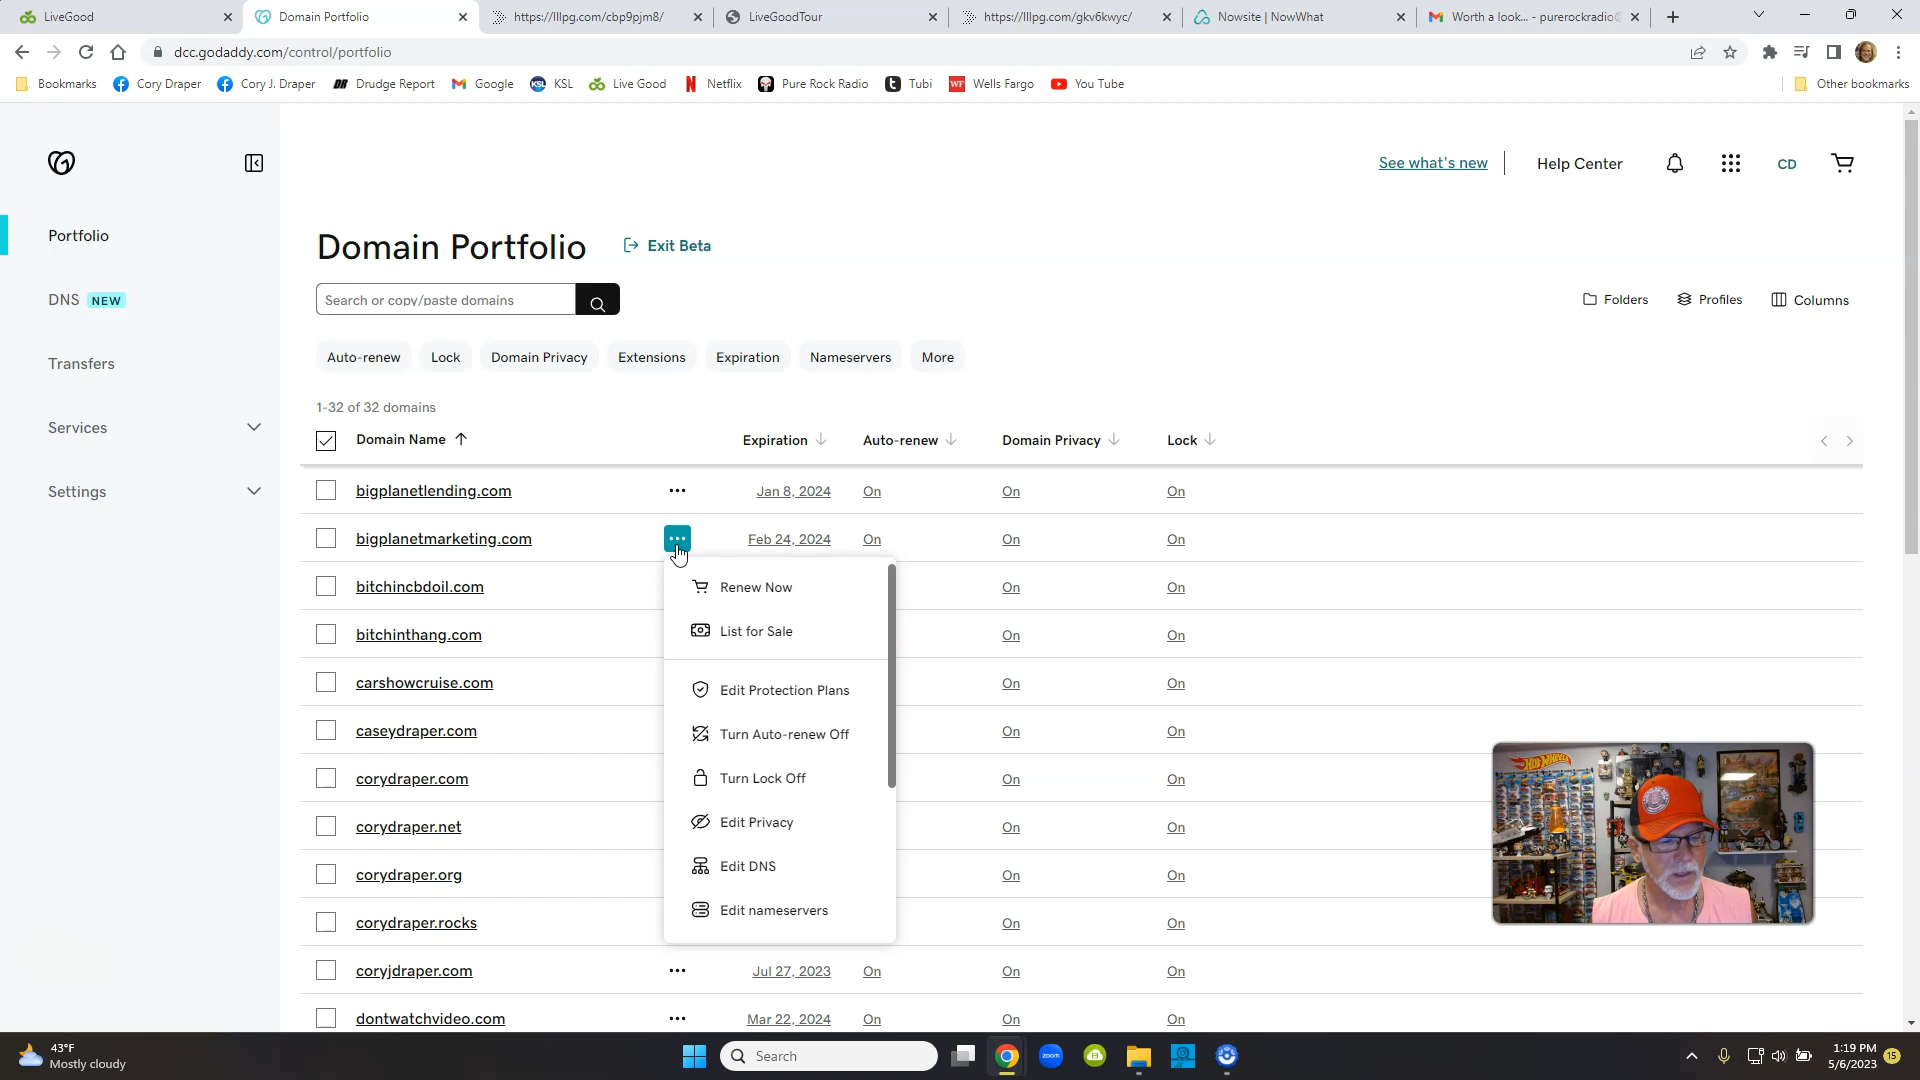 LiveGood
Domain Portfolio
https://lllpg.com/cbp9pjm8/
LiveGoodTour
https://lllpg.com/gkv6kwyc/
Nowsite | NowWhat
Worth a look... - purerockradio@
dcc.godaddy.com/control/portfolio
Bookmarks
Cory Draper
Cory J. Draper
DR
Drudge Report
Google
KSL
KSL
Live Good
Netflix
Pure Rock Radio
Tubi
WF
Wells Fargo
You Tube
Other bookmarks
See what's new
Help Center
CD
Portfolio
DNS NEW
Transfers
Services
Settings
Domain Portfolio
Exit Beta
Search or copy/paste domains
Folders
Profiles
Columns
Auto-renew
Lock
Domain Privacy
Extensions
Expiration
Nameservers
More
1-32 of 32 domains
Domain Name
Expiration
Auto-renew
Domain Privacy
Lock
bigplanetlending.com
Jan 8, 2024
On
On
On
bigplanetmarketing.com
Feb 24, 2024
On
On
On
bitchincbdoil.com
On
On
bitchinthang.com
On
On
carshowcruise.com
On
On
caseydraper.com
On
On
corydraper.com
On
On
corydraper.net
On
On
corydraper.org
On
On
corydraper.rocks
On
On
coryjdraper.com
Jul 27, 2023
On
On
On
dontwatchvideo.com
Mar 22, 2024
On
On
On
Renew Now
List for Sale
Edit Protection Plans
Turn Auto-renew Off
Turn Lock Off
Edit Privacy
Edit DNS
Edit nameservers
HOT WHEELS
43°F
Mostly cloudy
Search
zoom
1:19 PM
5/6/2023
15